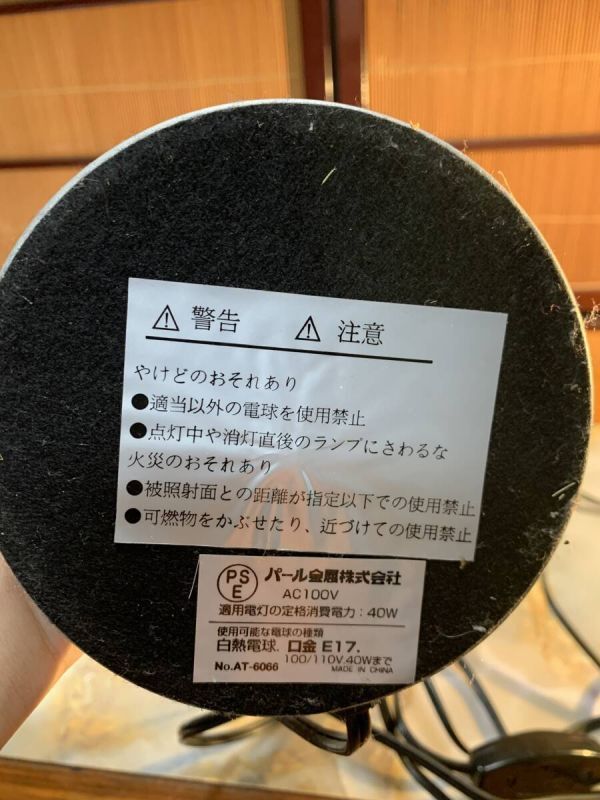 ⚠ 警告 ⚠ 注意
やけどのおそれあり
●適当以外の電球を使用禁止
●点灯中や消灯直後のランプにさわるな
火災のおそれあり
●被照射面との距離が指定以下での使用禁止
●可燃物をかぶせたり、近づけての使用禁止
PS
E
パール金属株式会社
AC100V
適用電灯の定格消費電力：40W
使用可能な電球の種類
白熱電球. 口金 E17.
100/110V.40Wまで
No.AT-6066 MADE IN CHINA